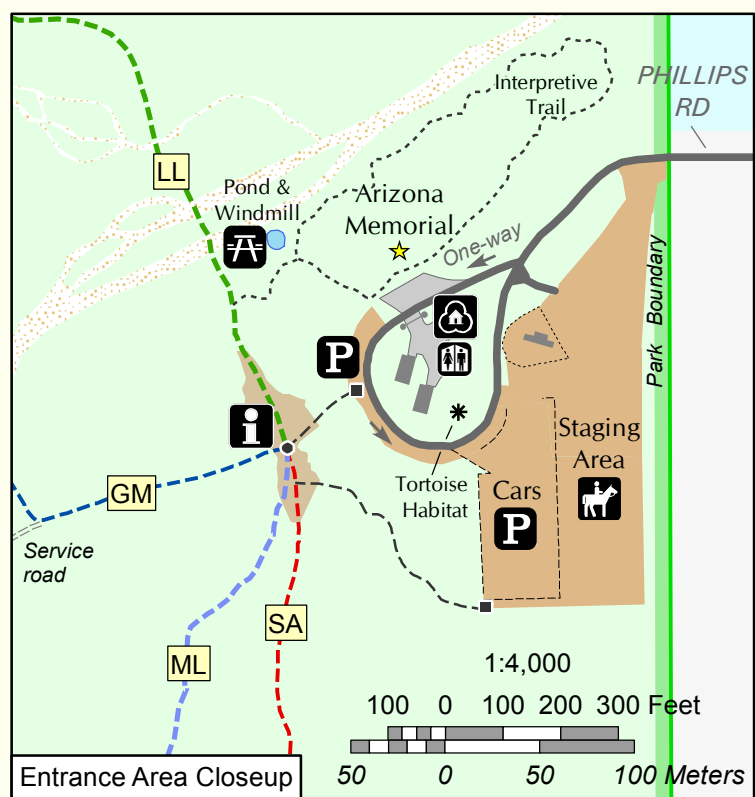 Interpretive
Trail
PHILLIPS
RD
LL
Pond &
Windmill
Arizona
Memorial
One-way
Park Boundary
P
i
GM
Service
road
Tortoise
Habitat
Cars
P
Staging
Area
SA
ML
1:4,000
100 0 100 200 300 Feet
50 0 50 100 Meters
Entrance Area Closeup